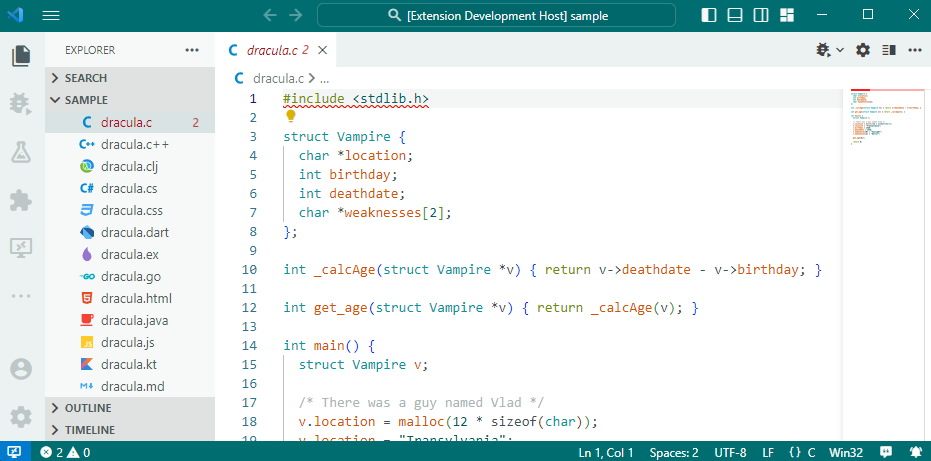 [Extension Development Host] sample
EXPLORER
dracula.c 2
SEARCH
SAMPLE
dracula.c 2
dracula.c++
dracula.clj
dracula.cs
dracula.css
dracula.dart
dracula.ex
dracula.go
dracula.html
dracula.java
dracula.js
dracula.kt
dracula.md
OUTLINE
TIMELINE
dracula.c > ...
1 #include <stdlib.h>
2
3 struct Vampire {
4 char *location;
5 int birthday;
6 int deathdate;
7 char *weaknesses[2];
8 };
9
10 int _calcAge(struct Vampire *v) { return v->deathdate - v->birthday; }
11
12 int get_age(struct Vampire *v) { return _calcAge(v); }
13
14 int main() {
15 struct Vampire v;
16
17 /* There was a guy named Vlad */
18 v.location = malloc(12 * sizeof(char));
19 v.location = "Transylvania";
2 0
Ln 1, Col 1 Spaces: 2 UTF-8 LF {} C Win32